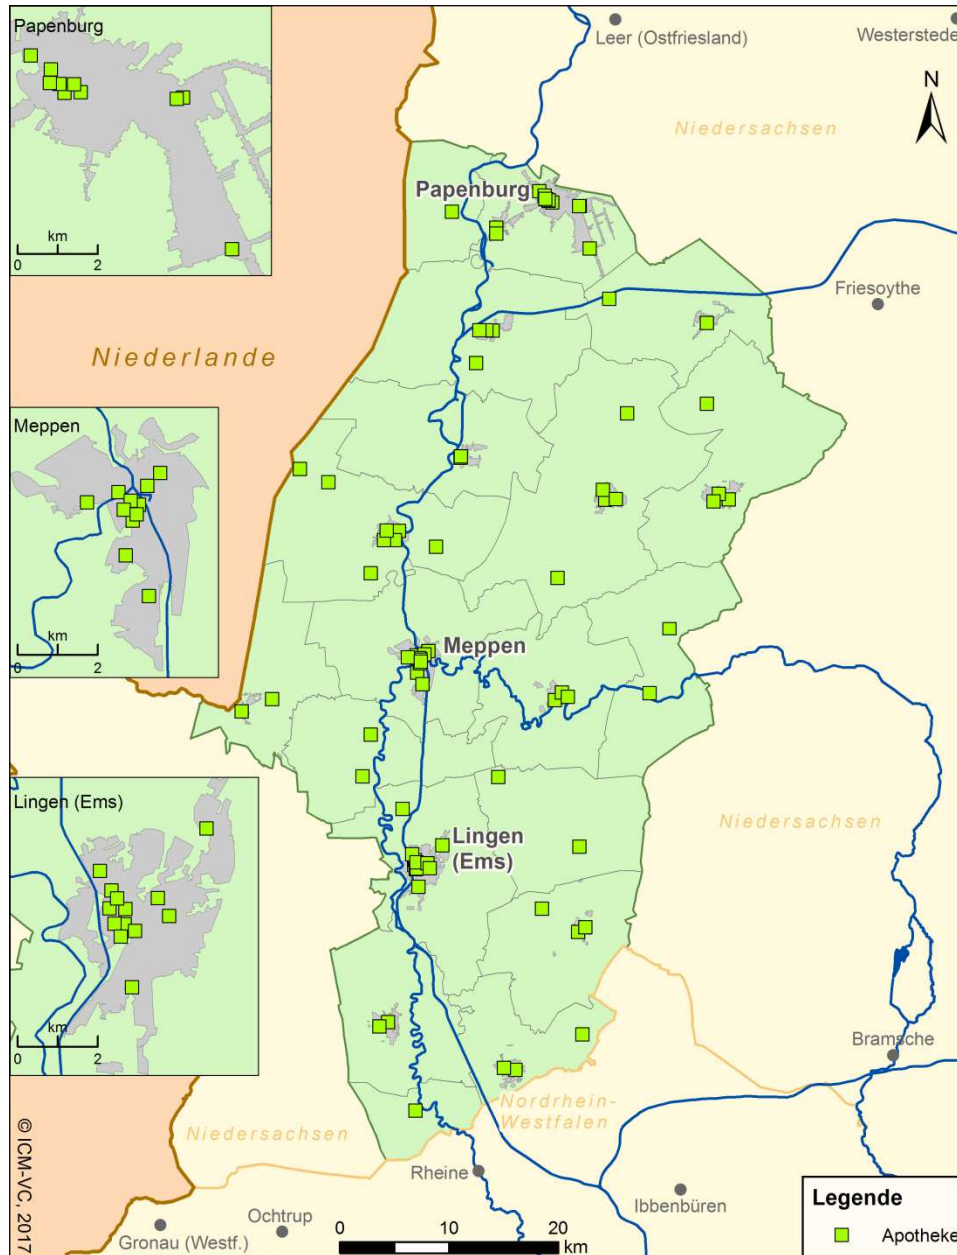 Papenburg
km
0 2
Leer (Ostfriesland)
Westerstede
N
Niedersachsen
Papenburg
Friesoythe
Niederlande
Meppen
km
0 2
Meppen
Lingen (Ems)
km
0 2
Lingen
(Ems)
Niedersachsen
Bramsche
Nordrhein-
Westfalen
Niedersachsen
Rheine
Ibbenbüren
Ochtrup
Gronau (Westf.)
0 10 20
km
Legende
Apotheke
© ICM-VC, 2017